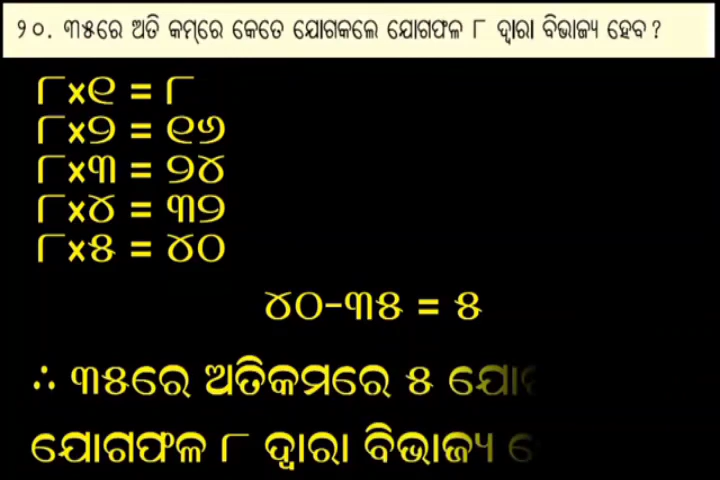 ୨୦. ୩୫ରେ ଅତି କମ୍‌ରେ କେତେ ଯୋଗକଲେ ଯୋଗଫଳ ୮ ଦ୍ୱାରା ବିଭାଜ୍ୟ ହେବ ?
୮×୧ = ୮
୮×୨ = ୧୬
୮×୩ = ୨୪
୮×୪ = ୩୨
୮×୫ = ୪୦
୪୦-୩୫ = ୫
∴ ୩୫ରେ ଅତିକମରେ ୫
ଯୋଗଫଳ ୮ ଦ୍ୱାରା ବିଭାଜ୍ୟ